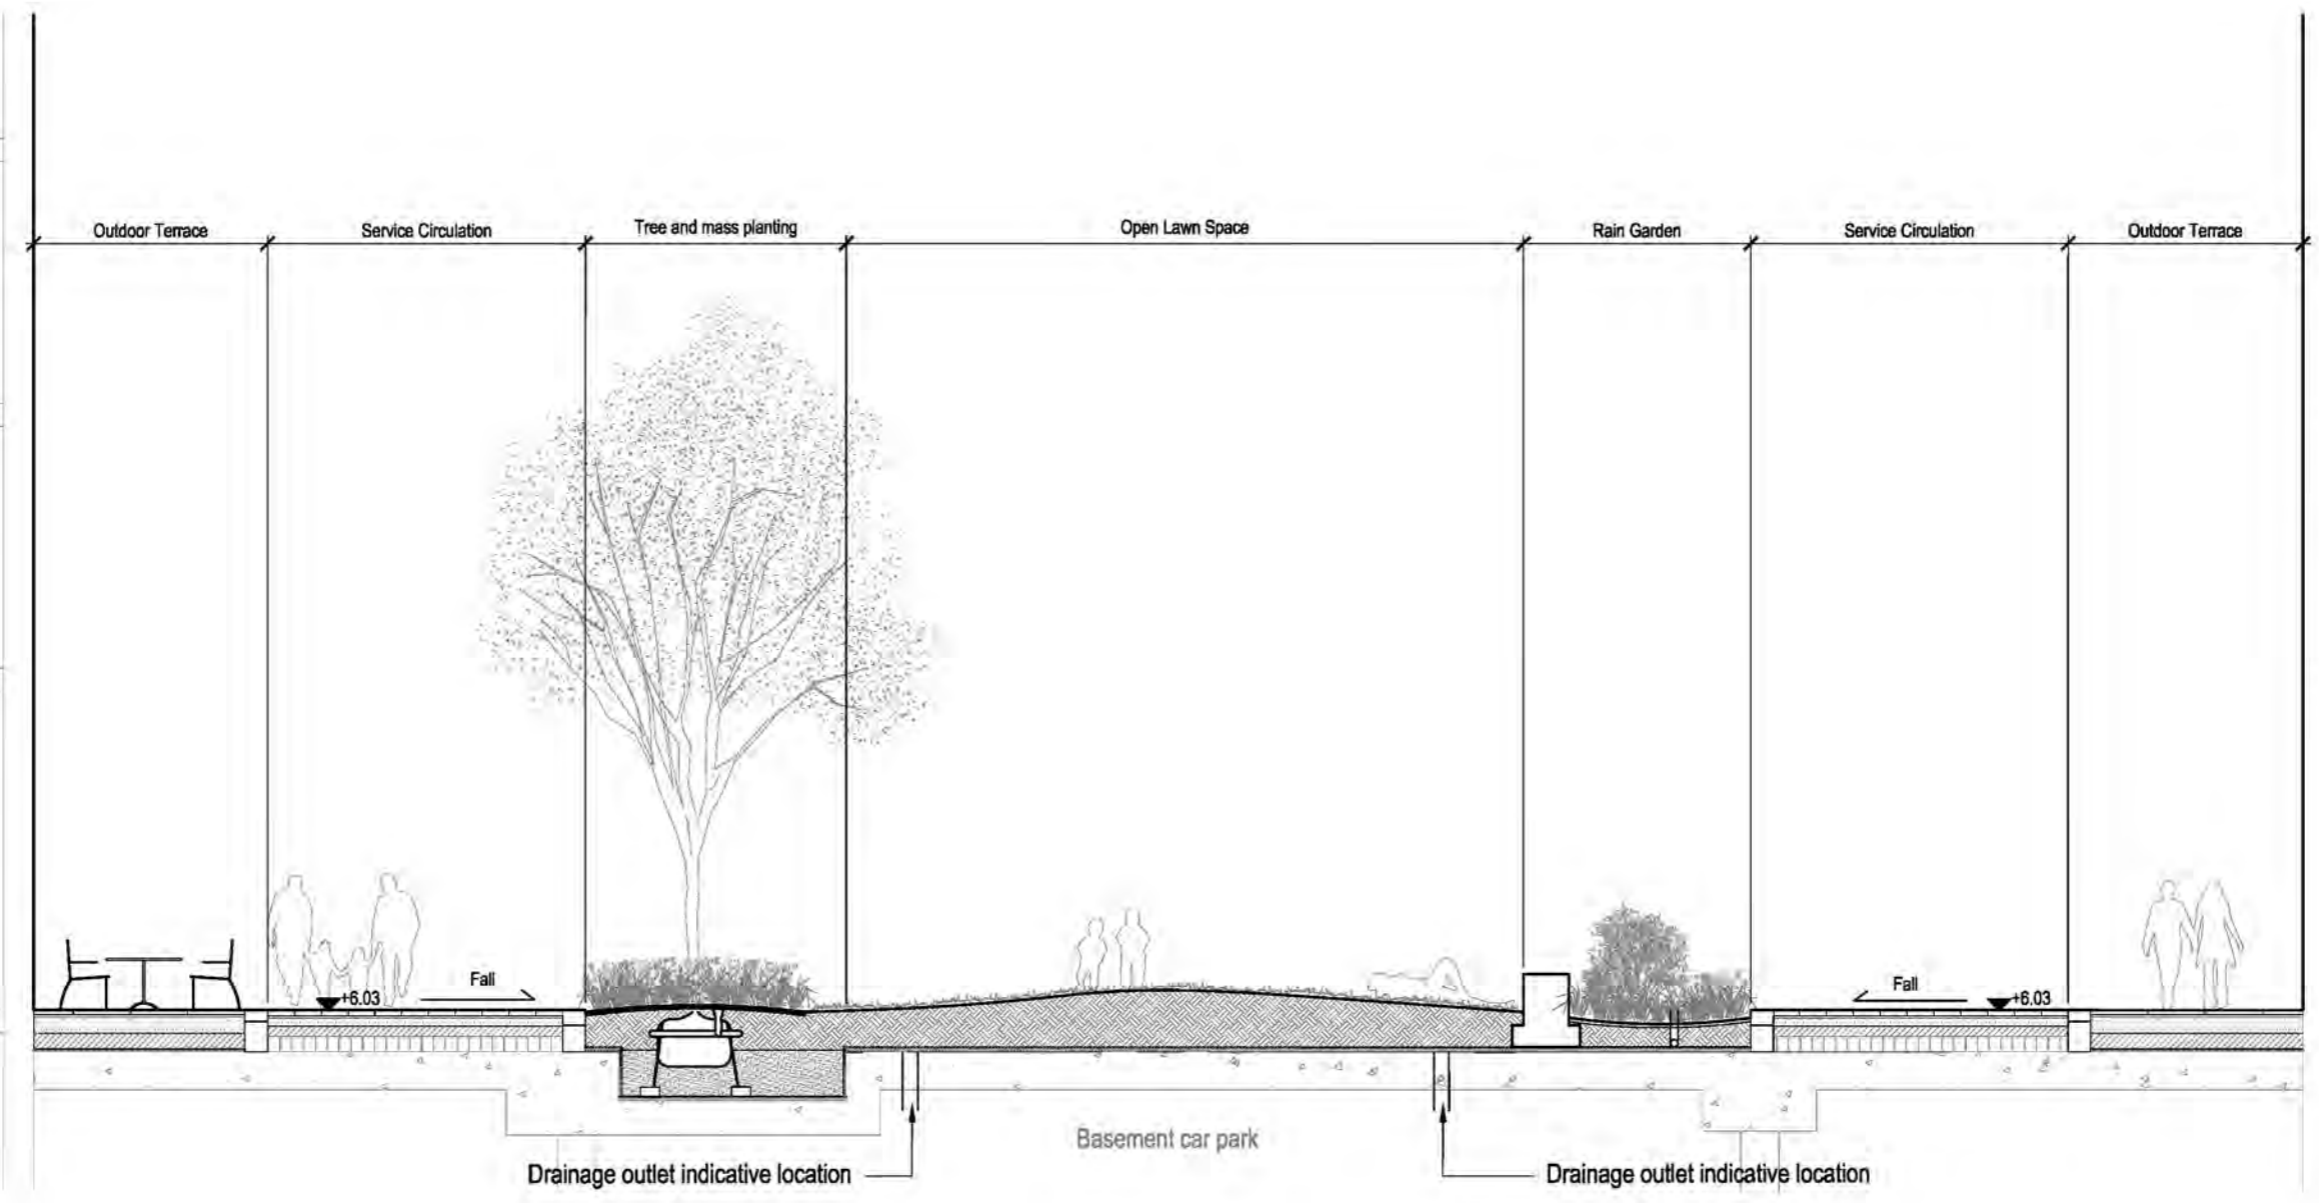 Outdoor Terrace
Service Circulation
Tree and mass planting
Open Lawn Space
Rain Garden
Service Circulation
Outdoor Terrace
+6.03
Fall
Fall
+6.03
Basement car park
Drainage outlet indicative location
Drainage outlet indicative location